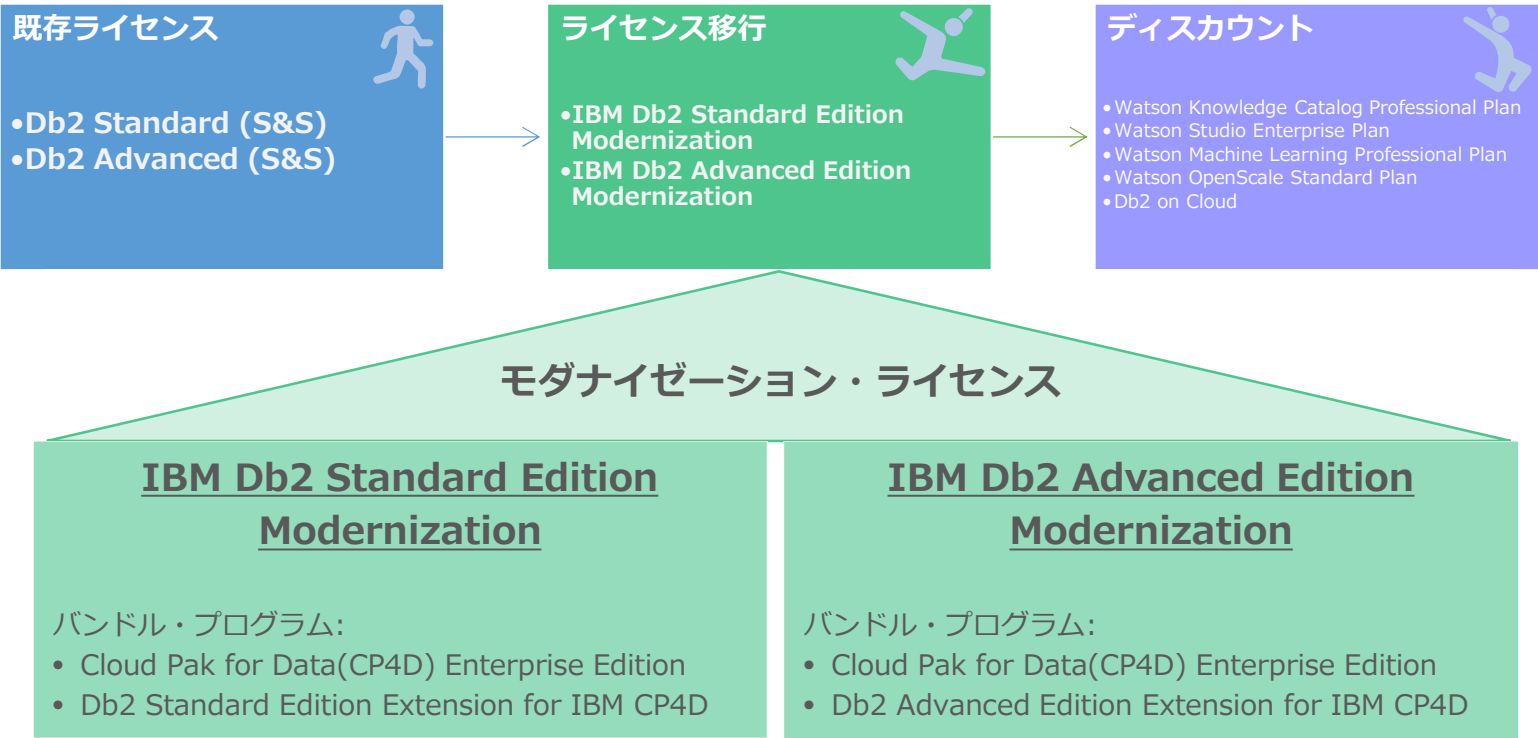 既存ライセンス
•Db2 Standard (S&S)
•Db2 Advanced (S&S)
ライセンス移行
•IBM Db2 Standard Edition
Modernization
•IBM Db2 Advanced Edition
Modernization
ディスカウント
•Watson Knowledge Catalog Professional Plan
•Watson Studio Enterprise Plan
•Watson Machine Learning Professional Plan
•Watson OpenScale Standard Plan
•Db2 on Cloud
モダナイゼーション・ライセンス
IBM Db2 Standard Edition
Modernization
バンドル・プログラム:
• Cloud Pak for Data(CP4D) Enterprise Edition
• Db2 Standard Edition Extension for IBM CP4D
IBM Db2 Advanced Edition
Modernization
バンドル・プログラム:
• Cloud Pak for Data(CP4D) Enterprise Edition
• Db2 Advanced Edition Extension for IBM CP4D